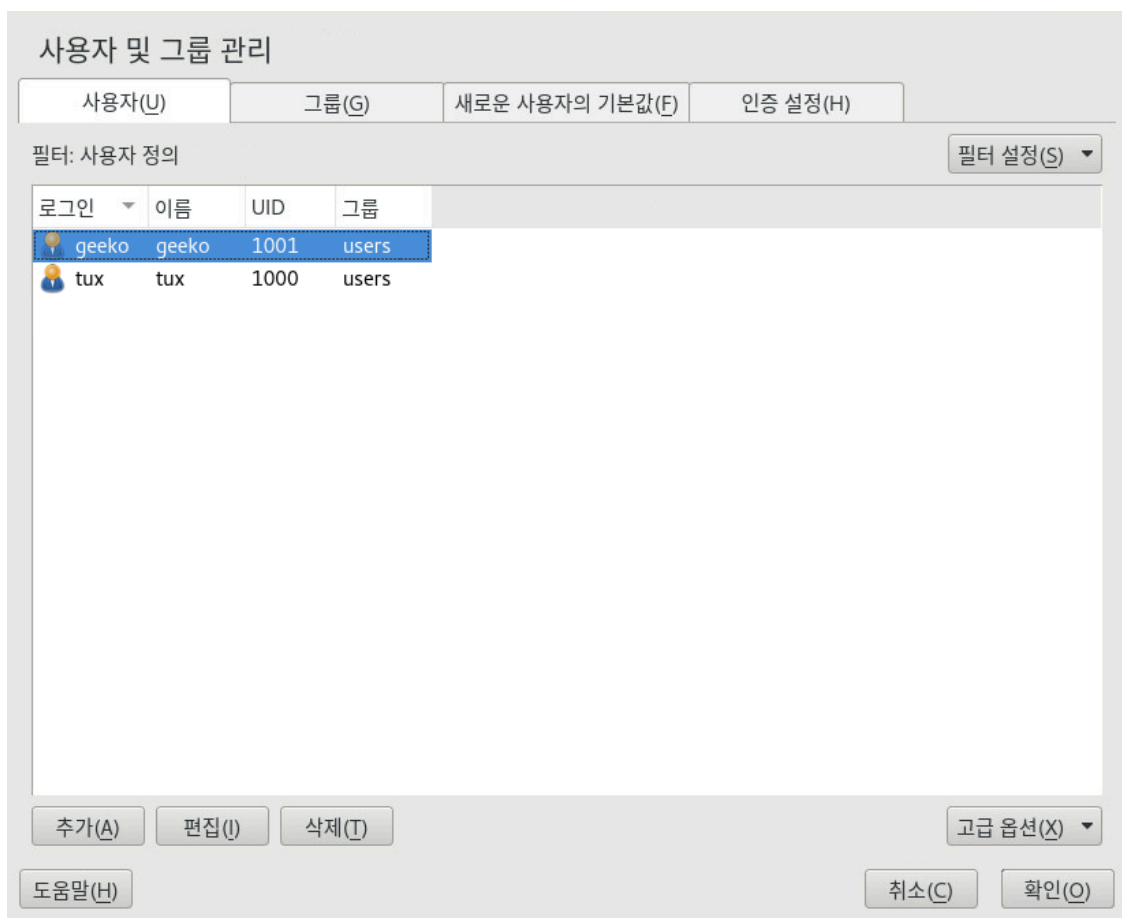 사용자 및 그룹 관리
사용자(U) 그룹(G) 새로운 사용자의 기본값(F) 인증 설정(H)
필터: 사용자 정의 필터 설정(S)
로그인 이름 UID 그룹
geeko geeko 1001 users
tux tux 1000 users
추가(A) 편집(I) 삭제(T) 고급 옵션(X)
도움말(H) 취소(C) 확인(O)